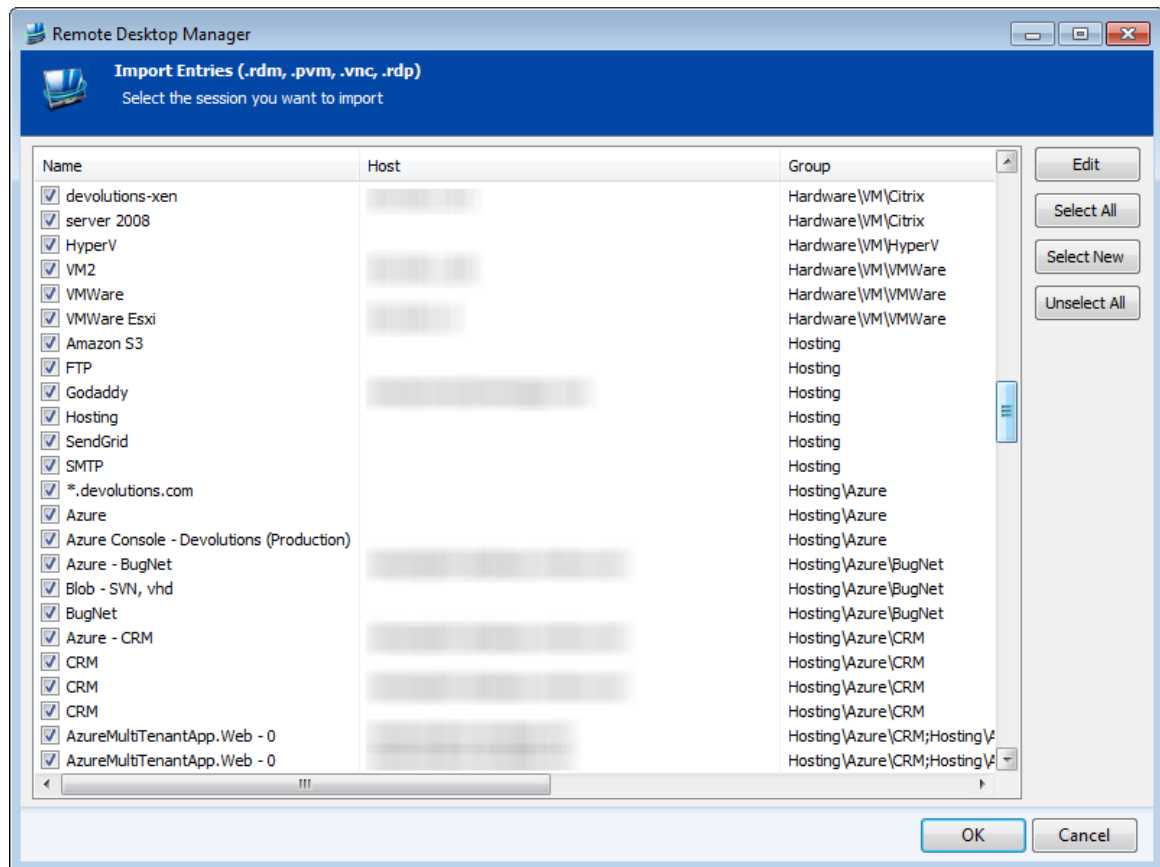 Remote Desktop Manager
Import Entries (.rdm, .pvm, .vnc, .rdp)
Select the session you want to import
Name Host Group
devolutions-xen Hardware\VM\Citrix
server 2008 Hardware\VM\Citrix
HyperV Hardware\VM\HyperV
VM2 Hardware\VM\VMWare
VMWare Hardware\VM\VMWare
VMWare Esxi Hardware\VM\VMWare
Amazon S3 Hosting
FTP Hosting
Godaddy Hosting
Hosting Hosting
SendGrid Hosting
SMTP Hosting
*.devolutions.com Hosting\Azure
Azure Hosting\Azure
Azure Console - Devolutions (Production) Hosting\Azure
Azure - BugNet Hosting\Azure\BugNet
Blob - SVN, vhd Hosting\Azure\BugNet
BugNet Hosting\Azure\BugNet
Azure - CRM Hosting\Azure\CRM
CRM Hosting\Azure\CRM
CRM Hosting\Azure\CRM
CRM Hosting\Azure\CRM
AzureMultiTenantApp.Web - 0 Hosting\Azure\CRM;Hosting\A
AzureMultiTenantApp.Web - 0 Hosting\Azure\CRM;Hosting\A
Edit
Select All
Select New
Unselect All
OK Cancel